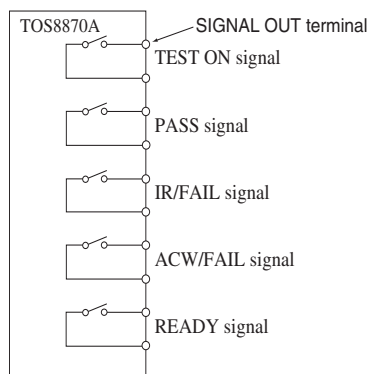 TOS8870A
SIGNAL OUT terminal
TEST ON signal
PASS signal
IR/FAIL signal
ACW/FAIL signal
READY signal